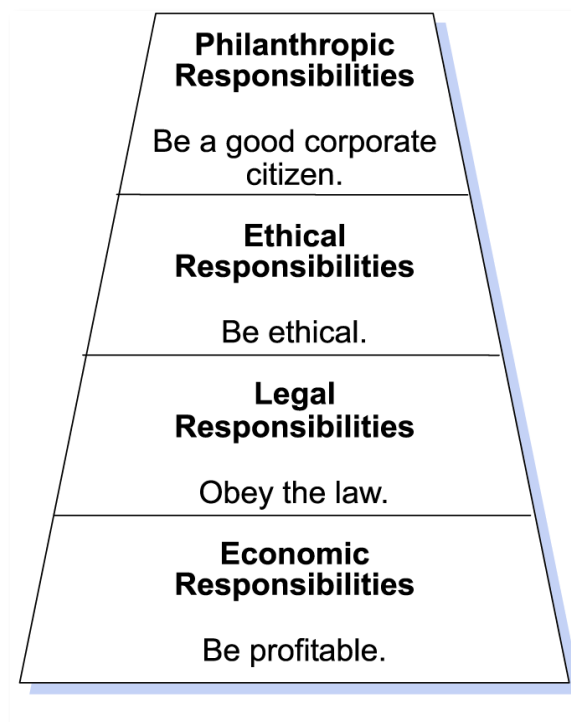 Philanthropic
Responsibilities
Be a good corporate
citizen.
Ethical
Responsibilities
Be ethical.
Legal
Responsibilities
Obey the law.
Economic
Responsibilities
Be profitable.